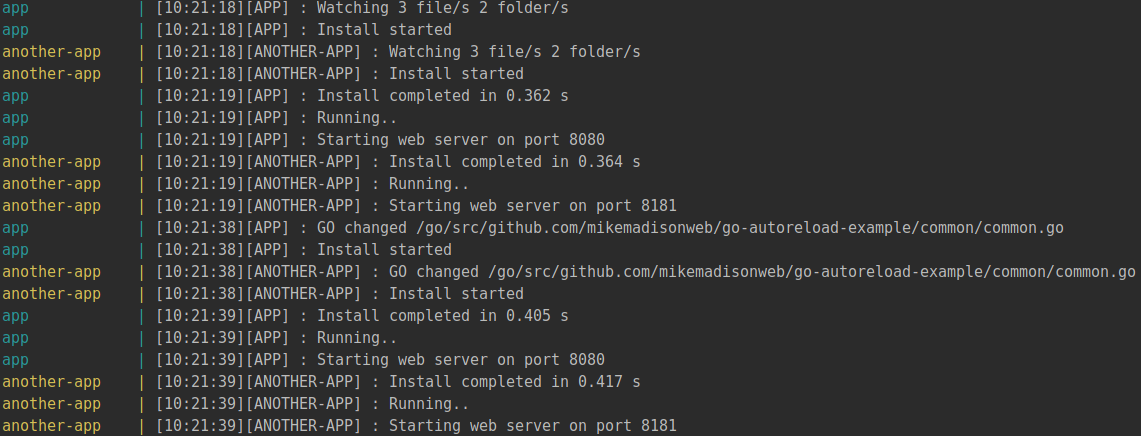 app | [10:21:18][APP] : Watching 3 file/s 2 folder/s
app | [10:21:18][APP] : Install started
another-app | [10:21:18][ANOTHER-APP] : Watching 3 file/s 2 folder/s
another-app | [10:21:18][ANOTHER-APP] : Install started
app | [10:21:19][APP] : Install completed in 0.362 s
app | [10:21:19][APP] : Running..
app | [10:21:19][APP] : Starting web server on port 8080
another-app | [10:21:19][ANOTHER-APP] : Install completed in 0.364 s
another-app | [10:21:19][ANOTHER-APP] : Running..
another-app | [10:21:19][ANOTHER-APP] : Starting web server on port 8181
app | [10:21:38][APP] : GO changed /go/src/github.com/mikemadisonweb/go-autoreload-example/common/common.go
app | [10:21:38][APP] : Install started
another-app | [10:21:38][ANOTHER-APP] : GO changed /go/src/github.com/mikemadisonweb/go-autoreload-example/common/common.go
another-app | [10:21:38][ANOTHER-APP] : Install started
app | [10:21:39][APP] : Install completed in 0.405 s
app | [10:21:39][APP] : Running..
app | [10:21:39][APP] : Starting web server on port 8080
another-app | [10:21:39][ANOTHER-APP] : Install completed in 0.417 s
another-app | [10:21:39][ANOTHER-APP] : Running..
another-app | [10:21:39][ANOTHER-APP] : Starting web server on port 8181